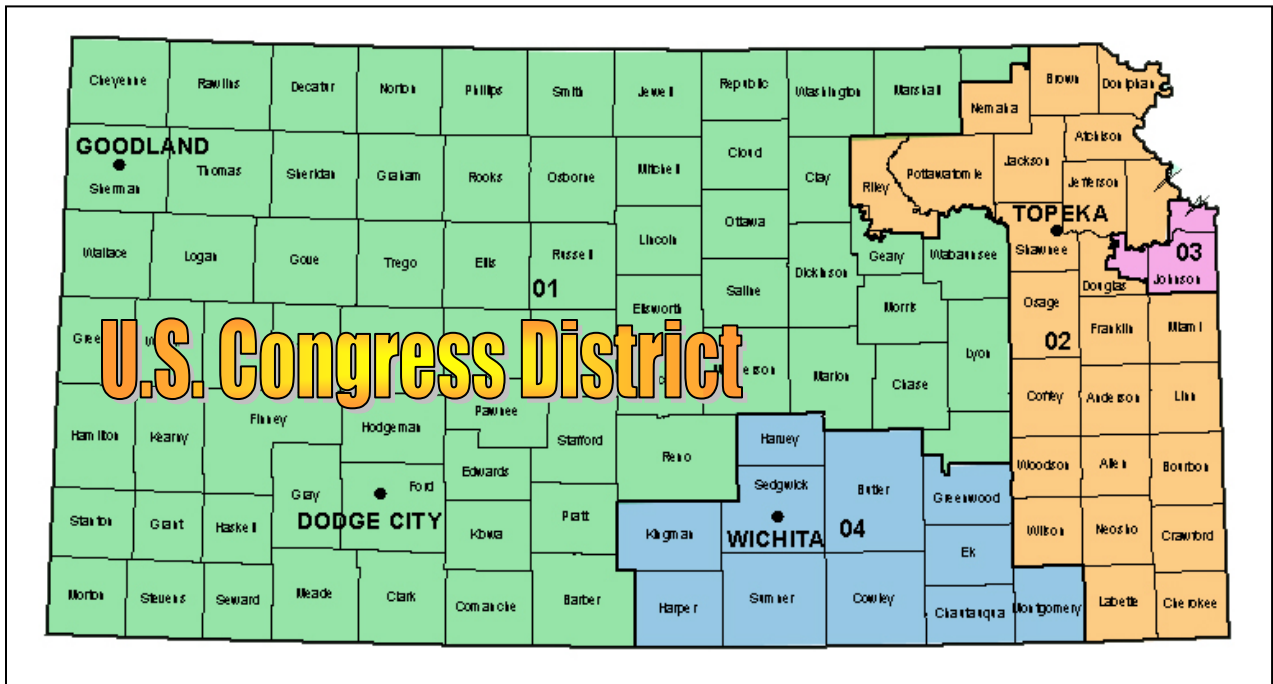 Cheyenne Rawlins Decatur Norton Phillips Smith Jewell Republic Washington Marshall Nemaha Brown Doniphan
GOODLAND
Sherman Thomas Sheridan Graham Rooks Osborne Mitchell Cloud Clay Riley Pottawatomie Jackson Atchison
Jefferson
TOPEKA
Wallace Logan Gove Trego Ellis Russell Lincoln Ottawa Dickinson Geary Wabaunsee Shawnee Douglas Johnson
01
03
Ellsworth Saline Morris Osage Franklin Miami
02
U.S. Congress District
Marion Chase Lyon Coffey Anderson Linn
Hamilton Kearny Finney Hodgeman Pawnee Stafford Reno Harvey
Gray Ford Edwards Sedgwick Butler Greenwood Woodson Allen Bourbon
DODGE CITY
WICHITA
04
Stanton Grant Haskell Kiowa Pratt Kingman Elk Wilson Neosho Crawford
Morton Stevens Seward Meade Clark Comanche Barber Harper Sumner Cowley Chautauqua Montgomery Labette Cherokee